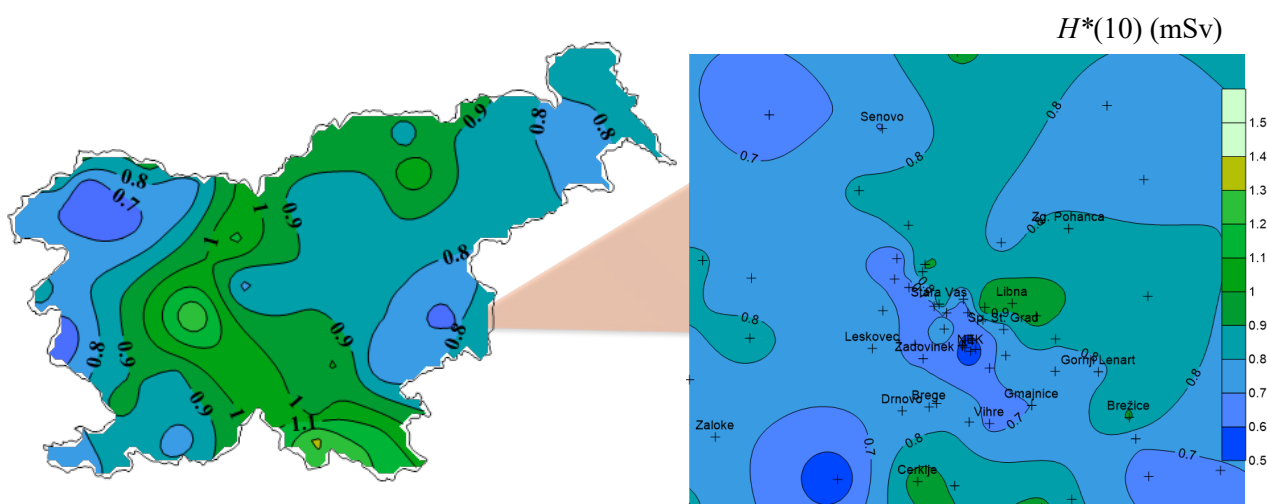 H*(10) (mSv)
0.9
0.8
0.8
0.8
0.7
1
0.9
1
0.8
0.8
0.8
0.9
0.9
0.9
1
1
1.1
Senovo
0.8
0.7
0.8
Zg. Pohanca
0.8
Libna
Stara Vas
0.9
Sp. St. Grad
0.8
Leskovec
Zadovinek
NEK
0.8
Gornji Lenart
0.8
Drnovo
Brege
Gmajnice
Brežice
Vihre
0.7
Zaloke
0.7
0.8
0.7
Cerklje
1.5
1.4
1.3
1.2
1.1
1
0.9
0.8
0.7
0.6
0.5